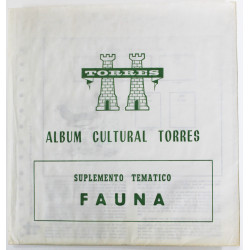 TORRES
ALBUM CULTURAL TORRES
SUPLEMENTO TEMATICO
FAUNA